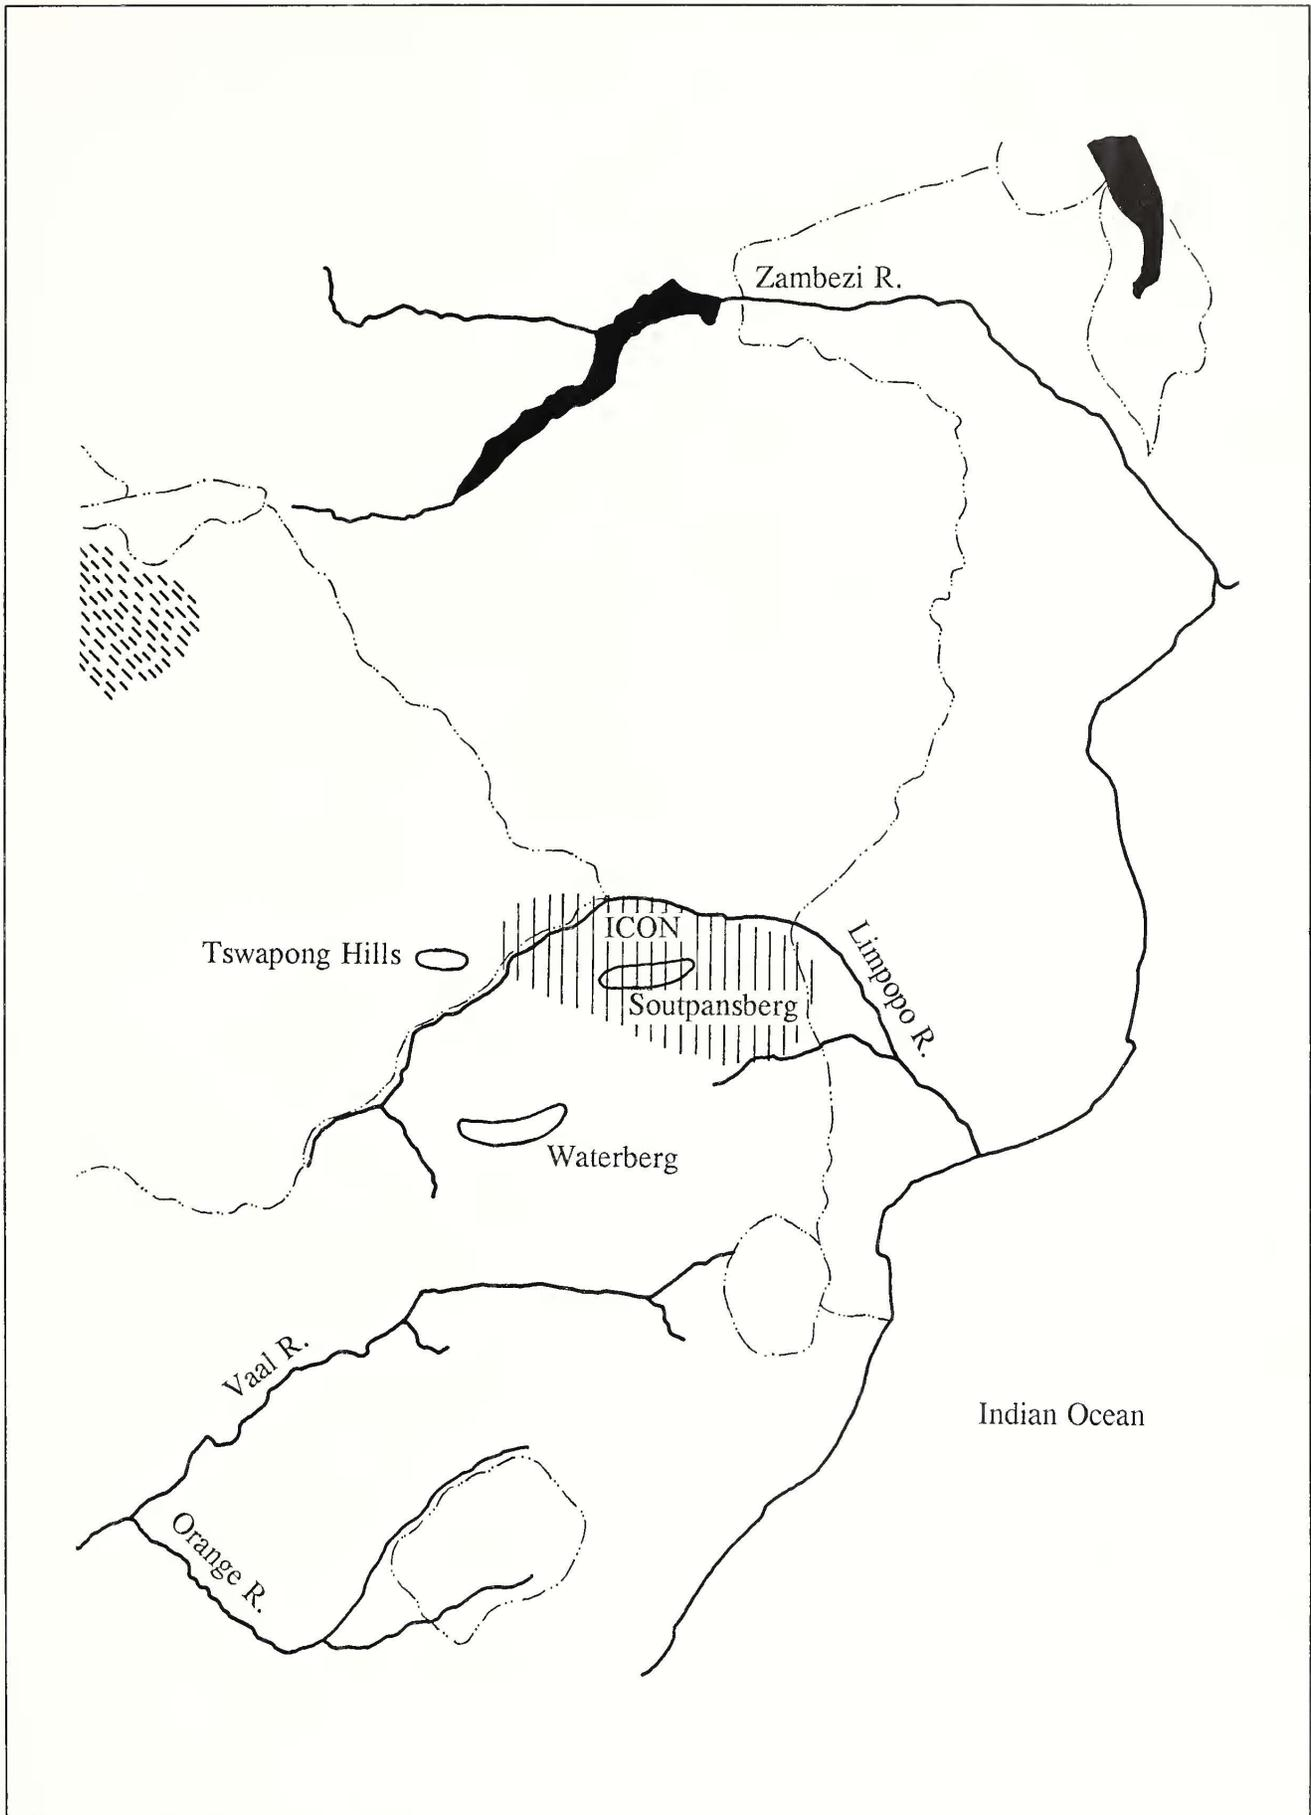 Zambezi R.
ICON
Tswapong Hills
Limpopo R.
Soutpansberg
Waterberg
Vaal R.
Indian Ocean
Orange R.